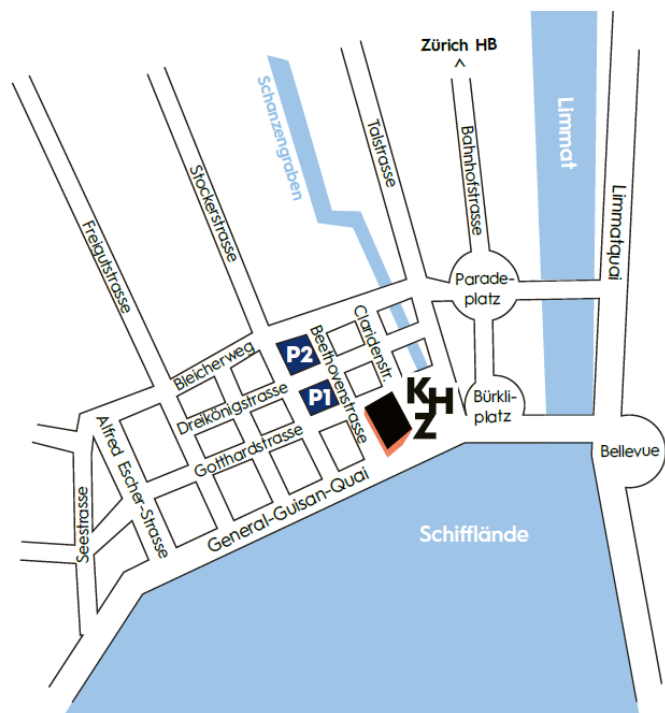 Zürich HB
Limmat
Schanzengraben
Talstrasse
Bahnhofstrasse
Stockerstrasse
Limmatquai
Freigutstrasse
Parade-
platz
Claridenstr.
Beethovenstrasse
P2
Bleicherweg
P1
KHZ
Bürkli-
platz
Dreikönigstrasse
Gotthardstrasse
Alfred Escher-Strasse
Bellevue
General-Guisan-Quai
Seestrasse
Schifflände